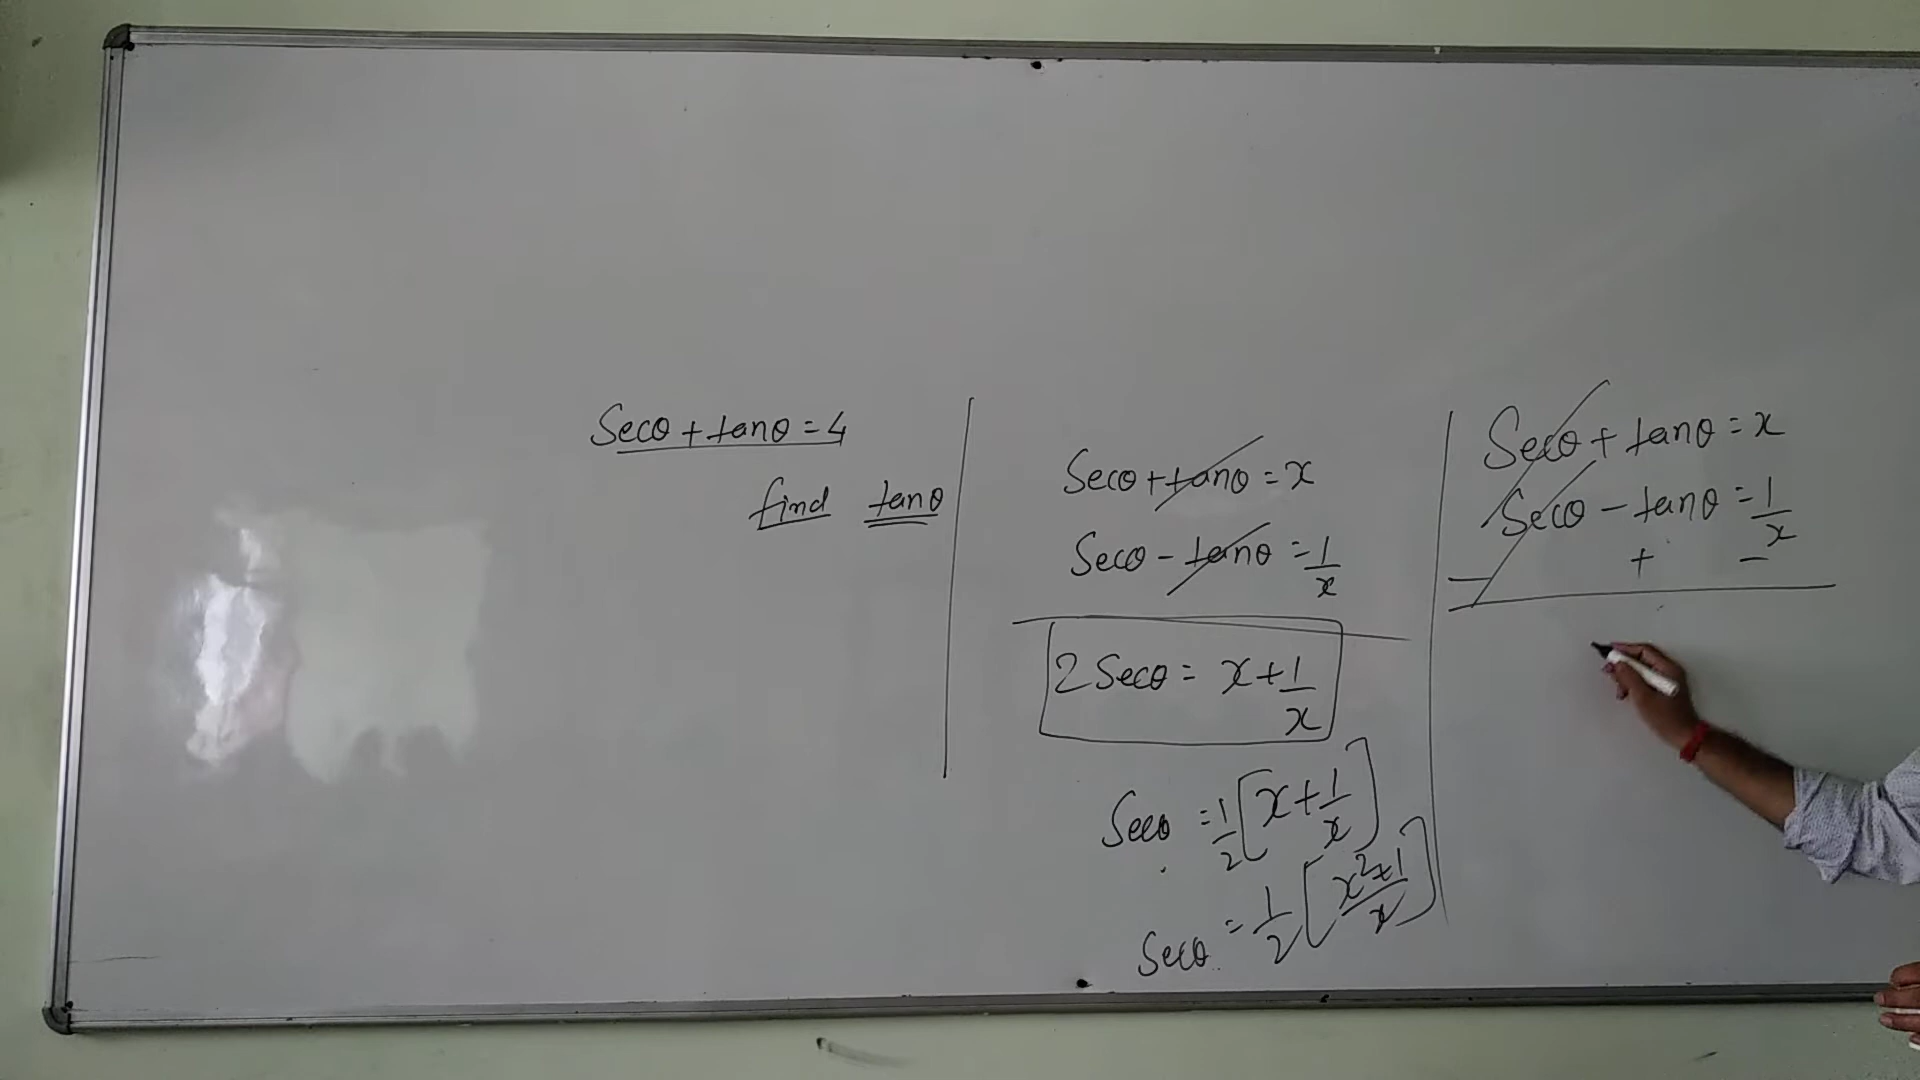 Secθ + tanθ = 4
find tanθ
Secθ + tanθ = x
Secθ - tanθ = 1/x
2 Secθ = x + 1/x
Secθ = 1/2 [x + 1/x]
Secθ = 1/2 [x² + 1/x]
Secθ + tanθ = x
Secθ - tanθ = 1/x
- + -